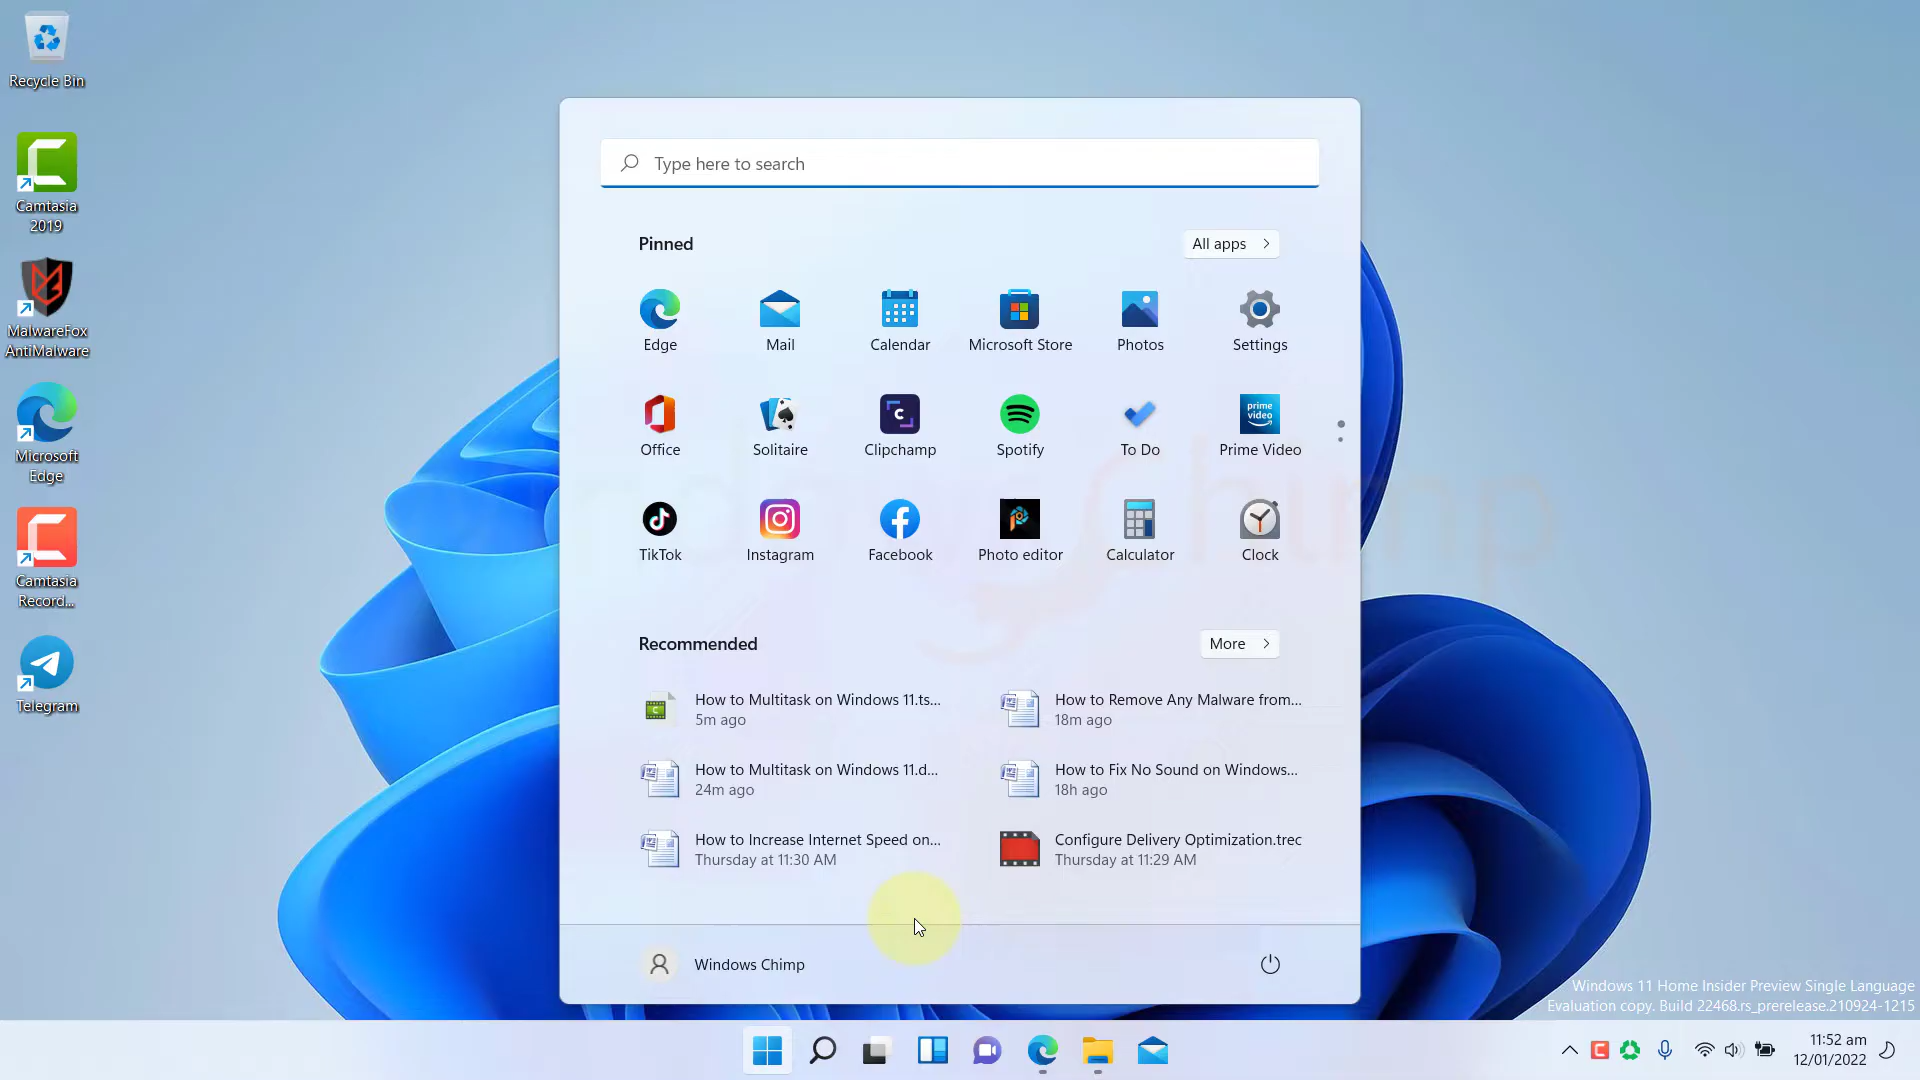 Recycle Bin
Camtasia
2019
MalwareFox
AntiMalware
Microsoft
Edge
Camtasia
Record...
Telegram
Type here to search
Pinned
All apps
Edge
Mail
Calendar
Microsoft Store
Photos
Settings
Office
Solitaire
Clipchamp
Spotify
To Do
prime
video
Prime Video
TikTok
Instagram
Facebook
Photo editor
Calculator
Clock
Recommended
More
How to Multitask on Windows 11.ts...
5m ago
How to Remove Any Malware from...
18m ago
How to Multitask on Windows 11.d...
24m ago
How to Fix No Sound on Windows...
18h ago
How to Increase Internet Speed on...
Thursday at 11:30 AM
Configure Delivery Optimization.trec
Thursday at 11:29 AM
Windows Chimp
Windows 11 Home Insider Preview Single Language
Evaluation copy. Build 22468.rs_prerelease.210924-1215
11:52 am
12/01/2022